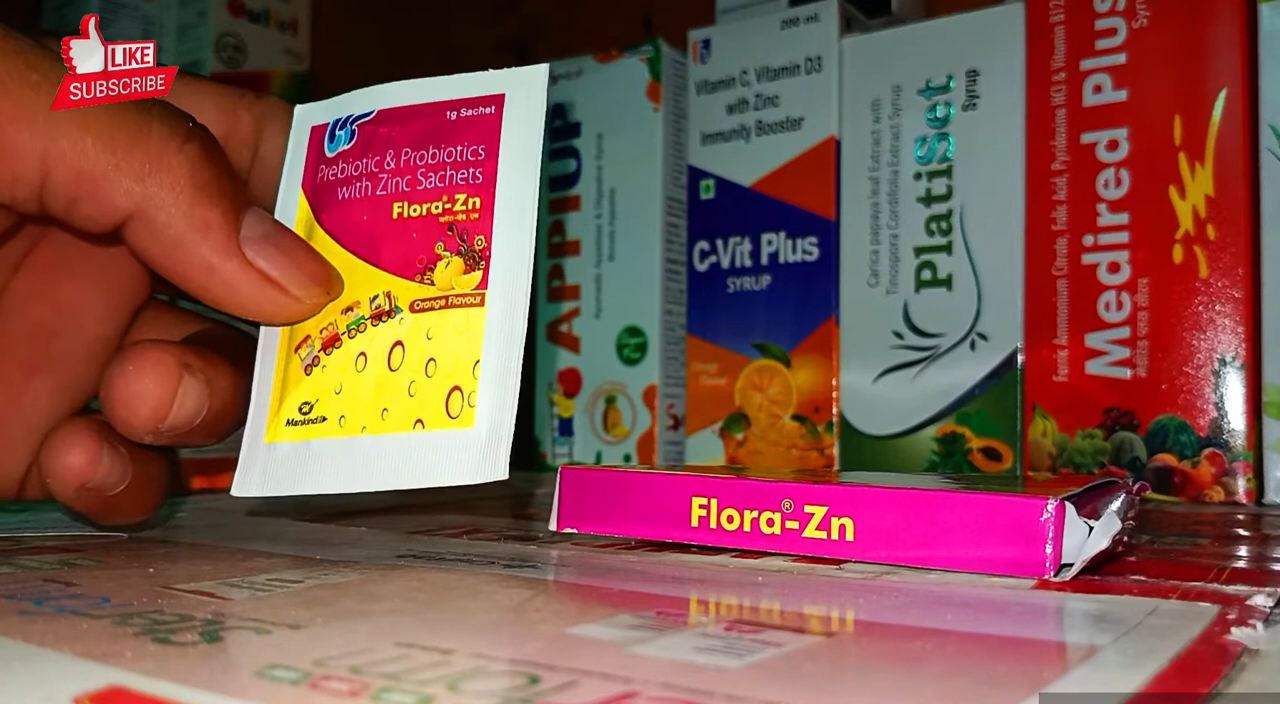 LIKE
SUBSCRIBE
1g Sachet
Prebiotic & Probiotics
with Zinc Sachets
Flora-Zn
फ्लोरा-जेड एन
Orange Flavour
Mankind
APPIUP
200 ml.
Vitamin C, Vitamin D3
with Zinc
Immunity Booster
C-Vit Plus
SYRUP
Carica papaya leaf Extract with
Tinospora Cordifolia Extract Syrup
PlatiSet
Syrup
Ferric Ammonium Citrate, Folic Acid, Pyridoxine HCl & Vitamin B12
Medired Plus
Flora®-Zn